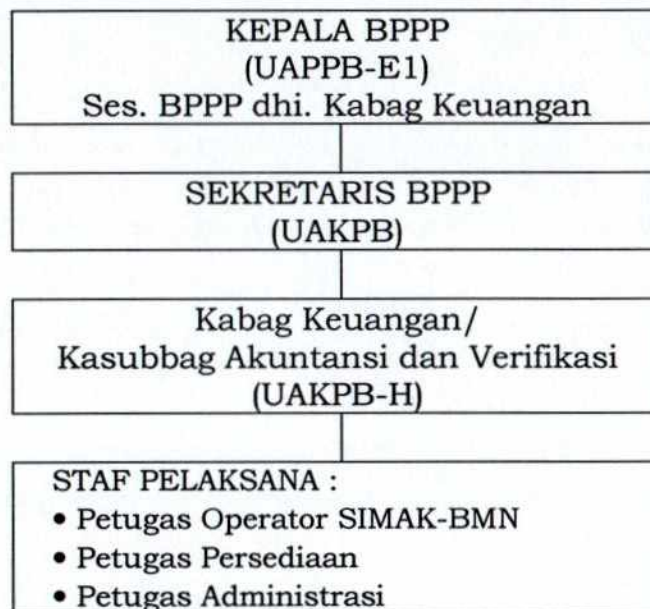 KEPALA BPPP
(UAPPB-E1)
Ses. BPPP dhi. Kabag Keuangan
SEKRETARIS BPPP
(UAKPB)
Kabag Keuangan/
Kasubbag Akuntansi dan Verifikasi
(UAKPB-H)
STAF PELAKSANA :
• Petugas Operator SIMAK-BMN
• Petugas Persediaan
• Petugas Administrasi